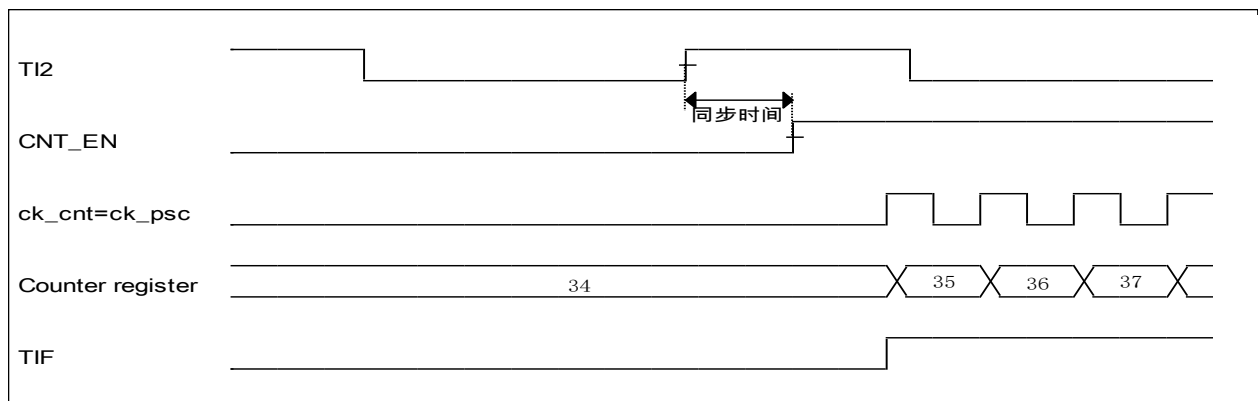 TI2
同步时间
CNT_EN
ck_cnt=ck_psc
Counter register
34
35
36
37
TIF